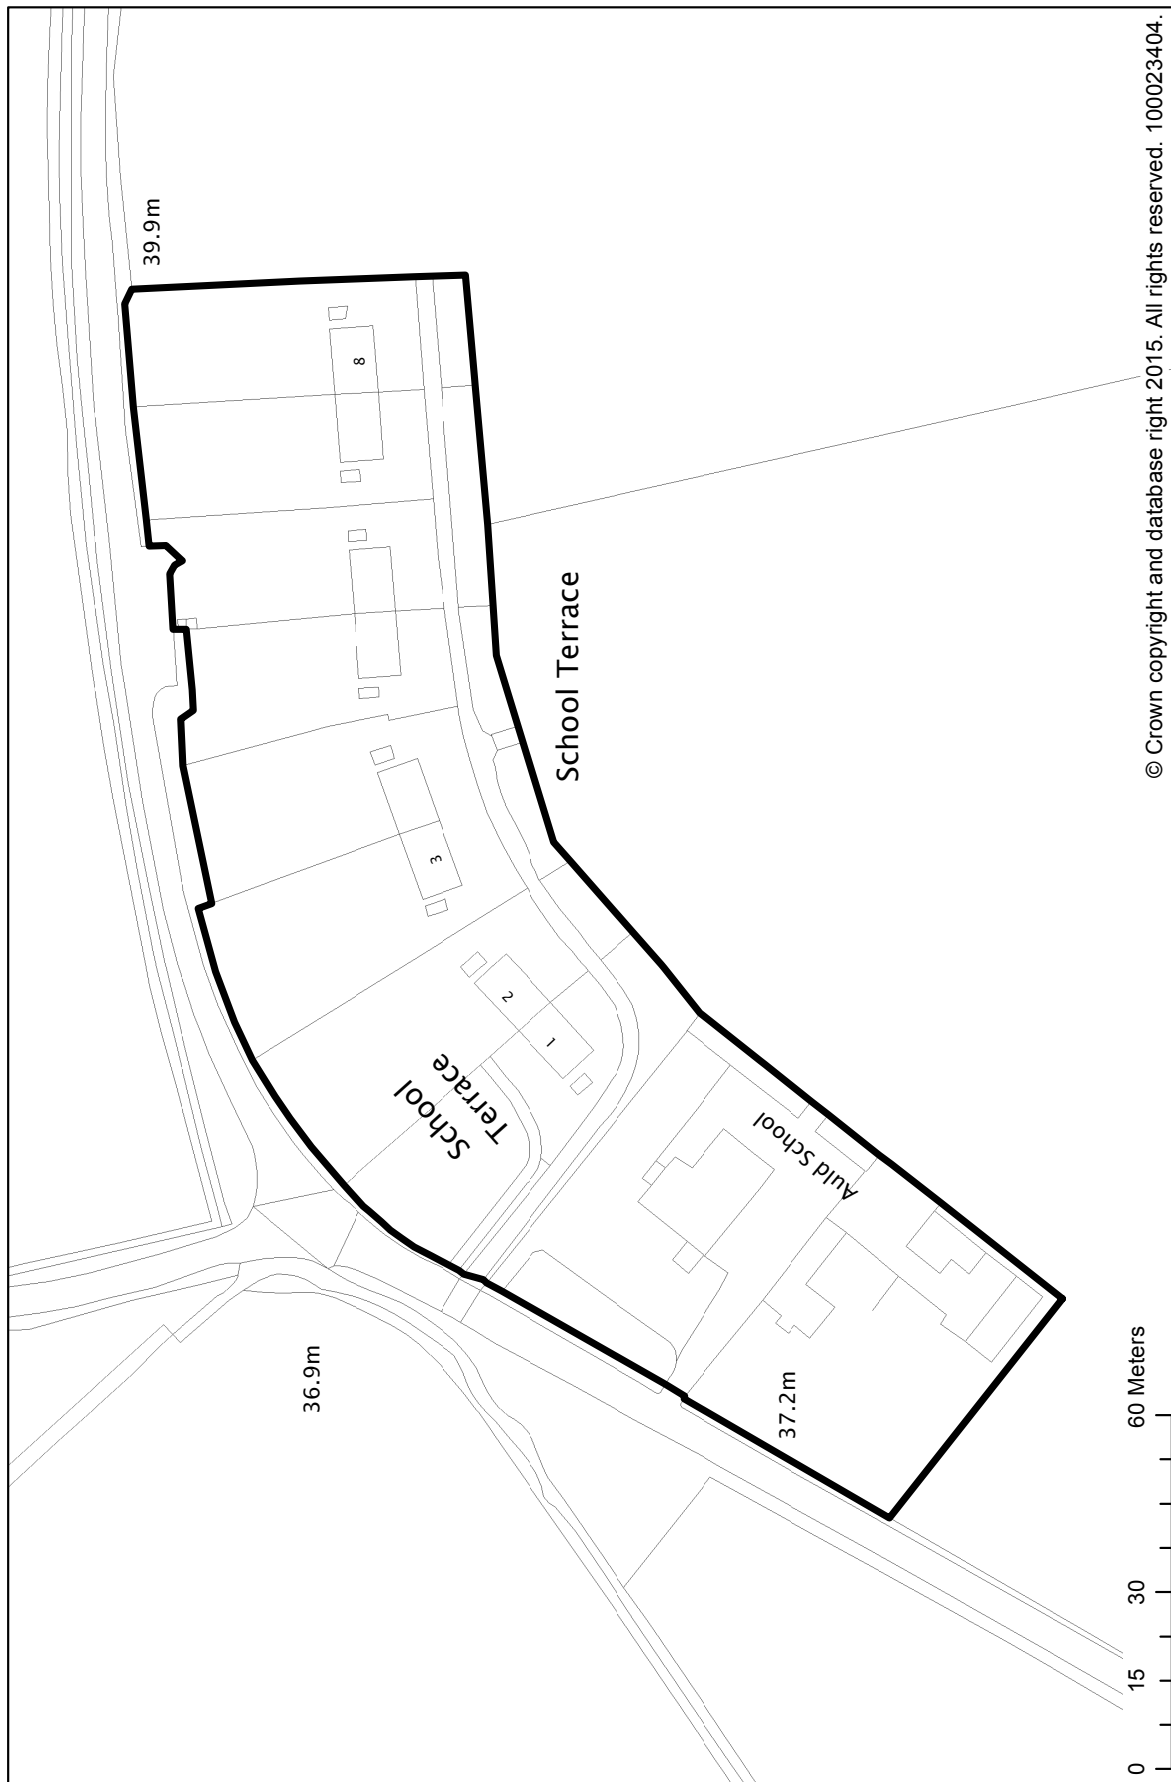 39.9m
8
School Terrace
3
2
1
School
Terrace
Auld School
36.9m
37.2m
0 15 30 60 Meters
© Crown copyright and database right 2015. All rights reserved. 100023404.